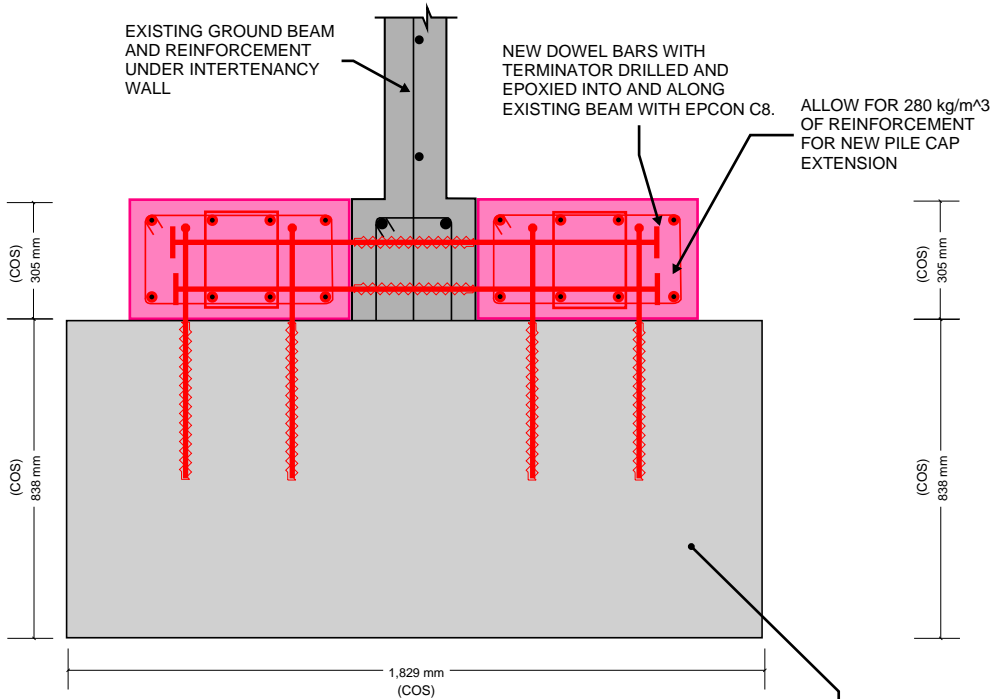 EXISTING GROUND BEAM
AND REINFORCEMENT
UNDER INTERTENANCY
WALL
NEW DOWEL BARS WITH
TERMINATOR DRILLED AND
EPOXIED INTO AND ALONG
EXISTING BEAM WITH EPCON C8.
ALLOW FOR 280 kg/m^3
OF REINFORCEMENT
FOR NEW PILE CAP
EXTENSION
(COS)
305 mm
(COS)
305 mm
(COS)
838 mm
(COS)
838 mm
1,829 mm
(COS)